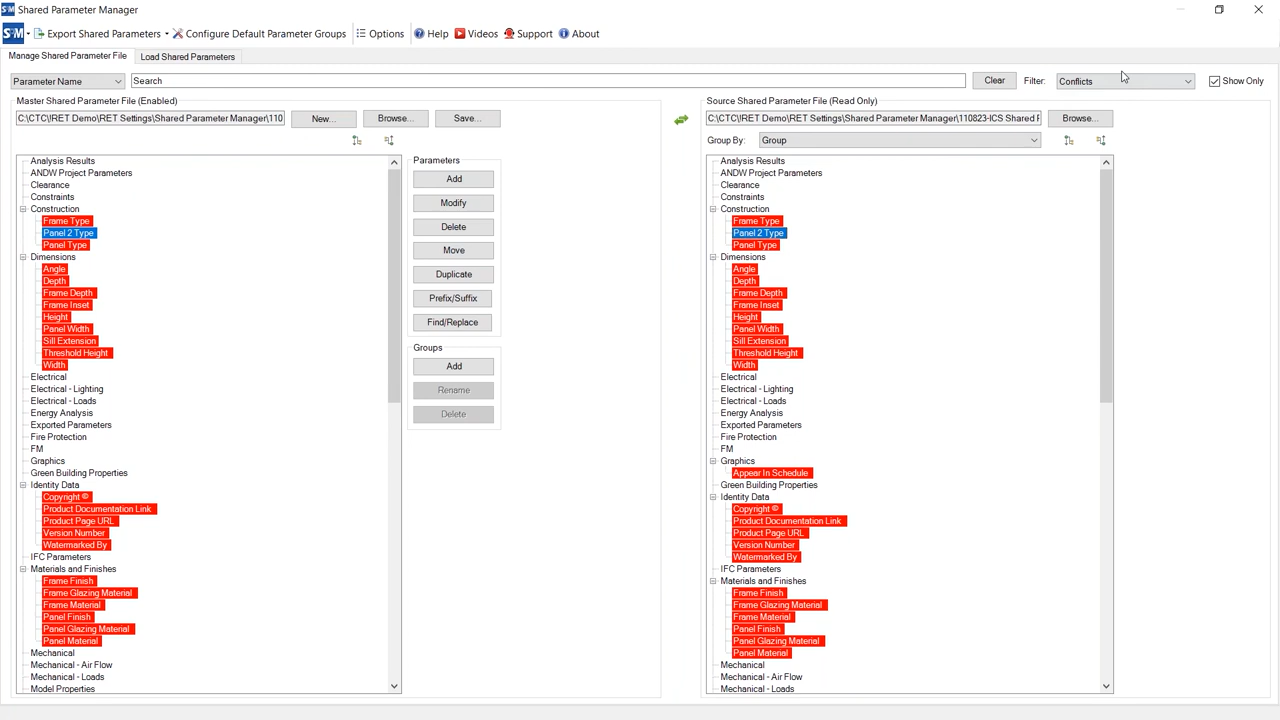 Shared Parameter Manager
SM Export Shared Parameters Configure Default Parameter Groups Options Help Videos Support About
Manage Shared Parameter File Load Shared Parameters
Parameter Name Search Clear Filter: Conflicts Show Only
Master Shared Parameter File (Enabled)
C:\CTC\!RET Demo\RET Settings\Shared Parameter Manager\110 New... Browse... Save...
Analysis Results
ANDW Project Parameters
Clearance
Constraints
Construction
Frame Type
Panel 2 Type
Panel Type
Dimensions
Angle
Depth
Frame Depth
Frame Inset
Height
Panel Width
Sill Extension
Threshold Height
Width
Electrical
Electrical - Lighting
Electrical - Loads
Energy Analysis
Exported Parameters
Fire Protection
FM
Graphics
Green Building Properties
Identity Data
Copyright ©
Product Documentation Link
Product Page URL
Version Number
Watermarked By
IFC Parameters
Materials and Finishes
Frame Finish
Frame Glazing Material
Frame Material
Panel Finish
Panel Glazing Material
Panel Material
Mechanical
Mechanical - Air Flow
Mechanical - Loads
Model Properties
Parameters
Add
Modify
Delete
Move
Duplicate
Prefix/Suffix
Find/Replace
Groups
Add
Rename
Delete
Source Shared Parameter File (Read Only)
C:\CTC\!RET Demo\RET Settings\Shared Parameter Manager\110823-ICS Shared F Browse...
Group By: Group
Analysis Results
ANDW Project Parameters
Clearance
Constraints
Construction
Frame Type
Panel 2 Type
Panel Type
Dimensions
Angle
Depth
Frame Depth
Frame Inset
Height
Panel Width
Sill Extension
Threshold Height
Width
Electrical
Electrical - Lighting
Electrical - Loads
Energy Analysis
Exported Parameters
Fire Protection
FM
Graphics
Appear In Schedule
Green Building Properties
Identity Data
Copyright ©
Product Documentation Link
Product Page URL
Version Number
Watermarked By
IFC Parameters
Materials and Finishes
Frame Finish
Frame Glazing Material
Frame Material
Panel Finish
Panel Glazing Material
Panel Material
Mechanical
Mechanical - Air Flow
Mechanical - Loads